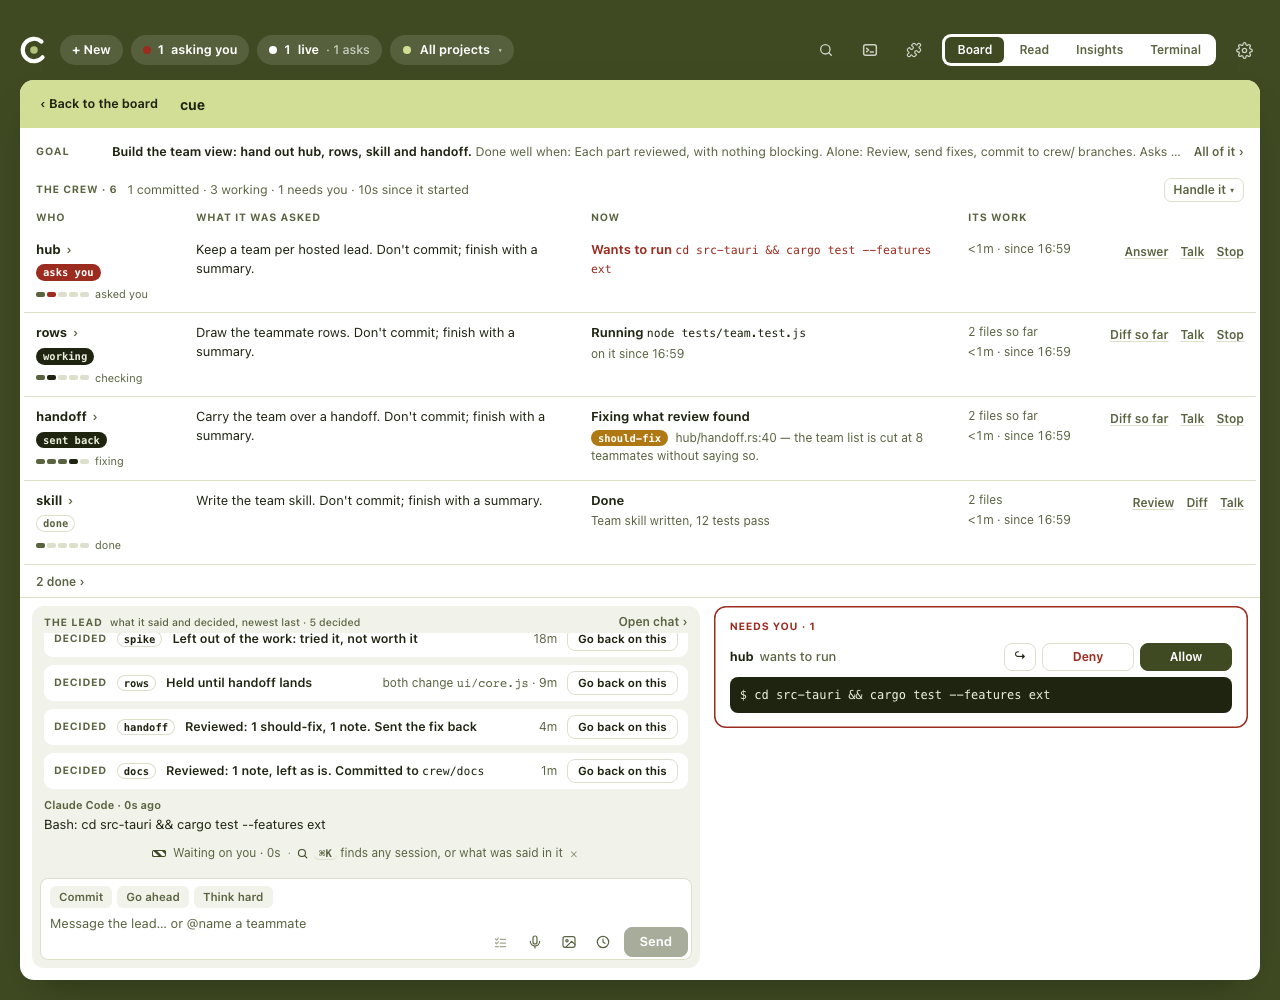 + New
1 asking you
1 live · 1 asks
All projects ·
Board
Read
Insights
Terminal
‹ Back to the board
cue
GOAL
Build the team view: hand out hub, rows, skill and handoff. Done well when: Each part reviewed, with nothing blocking. Alone: Review, send fixes, commit to crew/ branches. Asks ...
All of it ›
THE CREW · 6
1 committed · 3 working · 1 needs you · 10s since it started
Handle it ▾
WHO
WHAT IT WAS ASKED
NOW
ITS WORK
hub ›
asks you
asked you
Keep a team per hosted lead. Don't commit; finish with a
summary.
Wants to run cd src-tauri && cargo test --features
ext
<1m · since 16:59
Answer
Talk
Stop
rows ›
working
checking
Draw the teammate rows. Don't commit; finish with a
summary.
Running node tests/team.test.js
on it since 16:59
2 files so far
<1m · since 16:59
Diff so far
Talk
Stop
handoff ›
sent back
fixing
Carry the team over a handoff. Don't commit; finish with a
summary.
Fixing what review found
should-fix hub/handoff.rs:40 — the team list is cut at 8
teammates without saying so.
2 files so far
<1m · since 16:59
Diff so far
Talk
Stop
skill ›
done
done
Write the team skill. Don't commit; finish with a summary.
Done
Team skill written, 12 tests pass
2 files
<1m · since 16:59
Review
Diff
Talk
2 done ›
THE LEAD what it said and decided, newest last · 5 decided
Open chat ›
DECIDED spike Left out of the work: tried it, not worth it 18m Go back on this
DECIDED rows Held until handoff lands both change ui/core.js · 9m Go back on this
DECIDED handoff Reviewed: 1 should-fix, 1 note. Sent the fix back 4m Go back on this
DECIDED docs Reviewed: 1 note, left as is. Committed to crew/docs 1m Go back on this
Claude Code · 0s ago
Bash: cd src-tauri && cargo test --features ext
Waiting on you · 0s · ⌘K finds any session, or what was said in it ×
Commit
Go ahead
Think hard
Message the lead... or @name a teammate
Send
NEEDS YOU · 1
hub wants to run
↪
Deny
Allow
$ cd src-tauri && cargo test --features ext